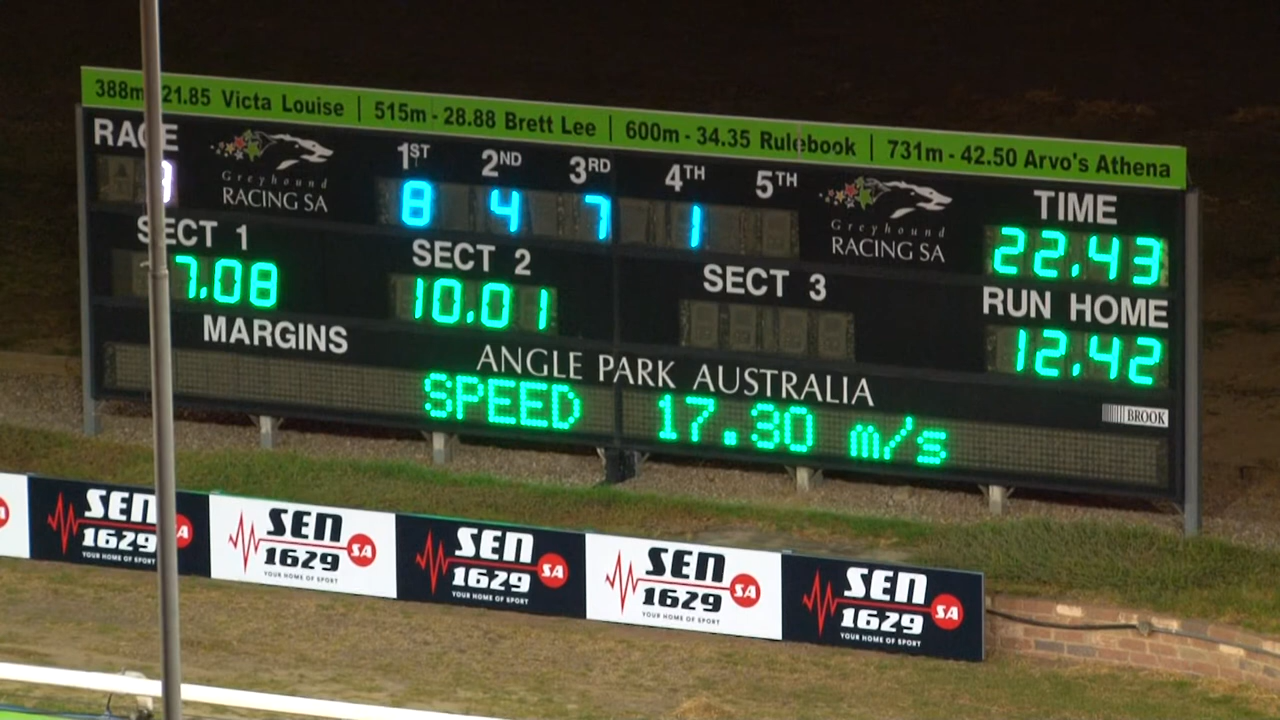 388m 21.85 Victa Louise | 515m - 28.88 Brett Lee | 600m - 34.35 Rulebook | 731m - 42.50 Arvo's Athena
RACE
Greyhound
RACING SA
1ST 2ND 3RD 4TH 5TH
8 4 7 1
Greyhound
RACING SA
TIME
22.43
SECT 1
7.08
SECT 2
10.01
SECT 3
RUN HOME
12.42
MARGINS
ANGLE PARK AUSTRALIA
SPEED 17.30 m/s
BROOK
SEN
1629
YOUR HOME OF SPORT
SEN
1629 SA
YOUR HOME OF SPORT
SEN
1629 SA
YOUR HOME OF SPORT
SEN
1629 SA
YOUR HOME OF SPORT
SEN
1629 SA
YOUR HOME OF SPORT